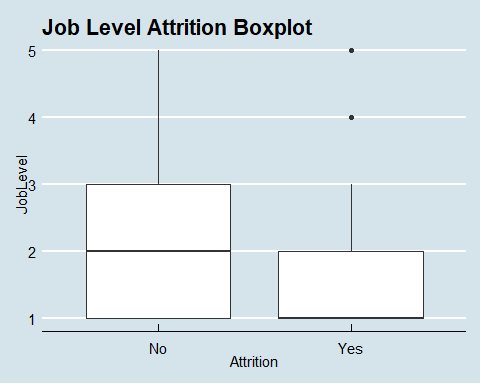 Job Level Attrition Boxplot
5
4
3
2
1
JobLevel
No
Yes
Attrition